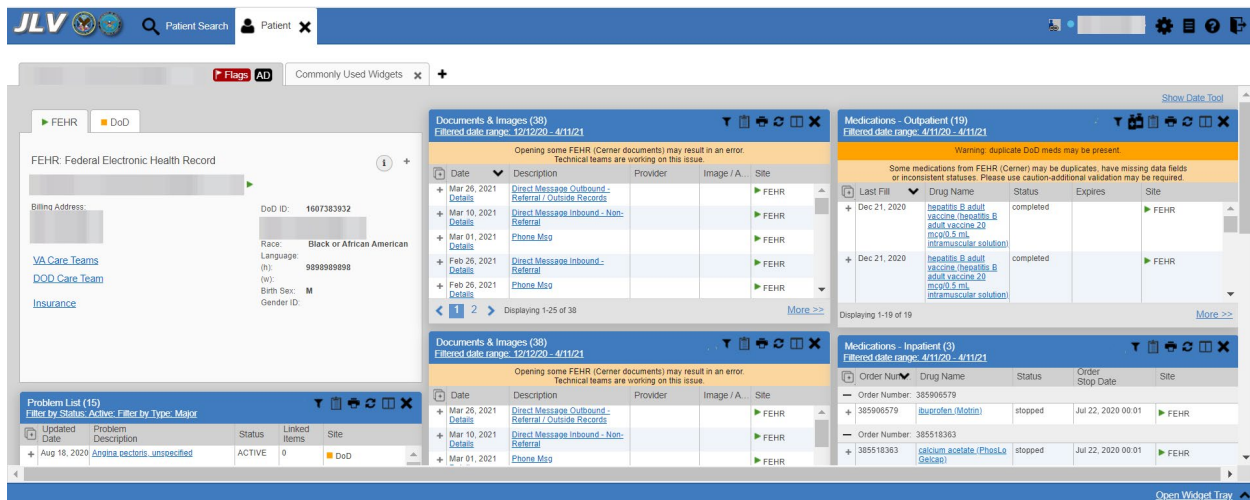 JLV Patient Search Patient
Flags AD Commonly Used Widgets
Show Date Tool
FEHR DoD
FEHR: Federal Electronic Health Record
Billing Address:
DoD ID: 1607383932
Race: Black or African American
Language:
(h): 9898989898
(w):
Birth Sex: M
Gender ID:
VA Care Teams
DOD Care Team
Insurance
Problem List (15)
Filter by Status: Active; Filter by Type: Major
Updated Date Problem Description Status Linked Items Site
Aug 18, 2020 Angina pectoris, unspecified ACTIVE 0 DoD
Documents & Images (38)
Filtered date range: 12/12/20 - 4/11/21
Opening some FEHR (Cerner documents) may result in an error.
Technical teams are working on this issue.
Date Description Provider Image / A... Site
Mar 26, 2021 Direct Message Outbound - FEHR
Details Referral / Outside Records
Mar 10, 2021 Direct Message Inbound - Non- FEHR
Details Referral
Mar 01, 2021 Phone Msg FEHR
Details
Feb 26, 2021 Direct Message Inbound - FEHR
Details Referral
Feb 26, 2021 Phone Msg FEHR
Details
1 2 Displaying 1-25 of 38 More >>
Documents & Images (38)
Filtered date range: 12/12/20 - 4/11/21
Opening some FEHR (Cerner documents) may result in an error.
Technical teams are working on this issue.
Date Description Provider Image / A... Site
Mar 26, 2021 Direct Message Outbound - FEHR
Details Referral / Outside Records
Mar 10, 2021 Direct Message Inbound - Non- FEHR
Details Referral
Mar 01, 2021 Phone Msg FEHR
Medications - Outpatient (19)
Filtered date range: 4/11/20 - 4/11/21
Warning: duplicate DoD meds may be present.
Some medications from FEHR (Cerner) may be duplicates, have missing data fields
or inconsistent statuses. Please use caution-additional validation may be required.
Last Fill Drug Name Status Expires Site
Dec 21, 2020 hepatitis B adult completed FEHR
vaccine (hepatitis B
adult vaccine 20
mcg/0.5 mL
intramuscular solution)
Dec 21, 2020 hepatitis B adult completed FEHR
vaccine (hepatitis B
adult vaccine 20
mcg/0.5 mL
intramuscular solution)
Displaying 1-19 of 19 More >>
Medications - Inpatient (3)
Filtered date range: 4/11/20 - 4/11/21
Order Num Drug Name Status Order Stop Date Site
Order Number: 385906579
385906579 ibuprofen (Motrin) stopped Jul 22, 2020 00:01 FEHR
Order Number: 385518363
385518363 calcium acetate (PhosLo stopped Jul 22, 2020 00:01 FEHR
Gelcap)
Open Widget Tray